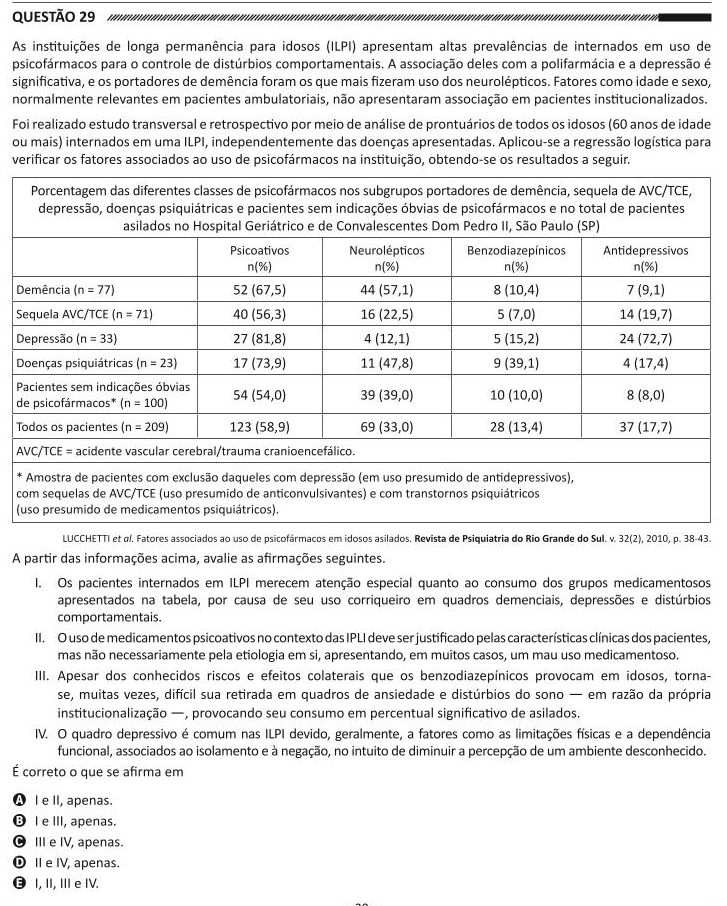 QUESTÃO 29
As instituições de longa permanência para idosos (ILPI) apresentam altas prevalências de internados em uso de
psicofármacos para o controle de distúrbios comportamentais. A associação deles com a polifarmácia e a depressão é
significativa, e os portadores de demência foram os que mais fizeram uso dos neurolépticos. Fatores como idade e sexo,
normalmente relevantes em pacientes ambulatoriais, não apresentaram associação em pacientes institucionalizados.
Foi realizado estudo transversal e retrospectivo por meio de análise de prontuários de todos os idosos (60 anos de idade
ou mais) internados em uma ILPI, independentemente das doenças apresentadas. Aplicou-se a regressão logística para
verificar os fatores associados ao uso de psicofármacos na instituição, obtendo-se os resultados a seguir.
Porcentagem das diferentes classes de psicofármacos nos subgrupos portadores de demência, sequela de AVC/TCE,
depressão, doenças psiquiátricas e pacientes sem indicações óbvias de psicofármacos e no total de pacientes
asilados no Hospital Geriátrico e de Convalescentes Dom Pedro II, São Paulo (SP)
Psicoativos n(%) Neurolépticos n(%) Benzodiazepínicos n(%) Antidepressivos n(%)
Demência (n = 77) 52 (67,5) 44 (57,1) 8 (10,4) 7 (9,1)
Sequela AVC/TCE (n = 71) 40 (56,3) 16 (22,5) 5 (7,0) 14 (19,7)
Depressão (n = 33) 27 (81,8) 4 (12,1) 5 (15,2) 24 (72,7)
Doenças psiquiátricas (n = 23) 17 (73,9) 11 (47,8) 9 (39,1) 4 (17,4)
Pacientes sem indicações óbvias
de psicofármacos* (n = 100) 54 (54,0) 39 (39,0) 10 (10,0) 8 (8,0)
Todos os pacientes (n = 209) 123 (58,9) 69 (33,0) 28 (13,4) 37 (17,7)
AVC/TCE = acidente vascular cerebral/trauma cranioencefálico.
* Amostra de pacientes com exclusão daqueles com depressão (em uso presumido de antidepressivos),
com sequelas de AVC/TCE (uso presumido de anticonvulsivantes) e com transtornos psiquiátricos
(uso presumido de medicamentos psiquiátricos).
LUCCHETTI et al. Fatores associados ao uso de psicofármacos em idosos asilados. Revista de Psiquiatria do Rio Grande do Sul. v. 32(2), 2010, p. 38-43.
A partir das informações acima, avalie as afirmações seguintes.
I. Os pacientes internados em ILPI merecem atenção especial quanto ao consumo dos grupos medicamentosos
apresentados na tabela, por causa de seu uso corriqueiro em quadros demenciais, depressões e distúrbios
comportamentais.
II. O uso de medicamentos psicoativos no contexto das IPLI deve ser justificado pelas características clínicas dos pacientes,
mas não necessariamente pela etiologia em si, apresentando, em muitos casos, um mau uso medicamentoso.
III. Apesar dos conhecidos riscos e efeitos colaterais que os benzodiazepínicos provocam em idosos, torna-
se, muitas vezes, difícil sua retirada em quadros de ansiedade e distúrbios do sono — em razão da própria
institucionalização —, provocando seu consumo em percentual significativo de asilados.
IV. O quadro depressivo é comum nas ILPI devido, geralmente, a fatores como as limitações físicas e a dependência
funcional, associados ao isolamento e à negação, no intuito de diminuir a percepção de um ambiente desconhecido.
É correto o que se afirma em
A I e II, apenas.
B I e III, apenas.
C III e IV, apenas.
D II e IV, apenas.
E I, II, III e IV.